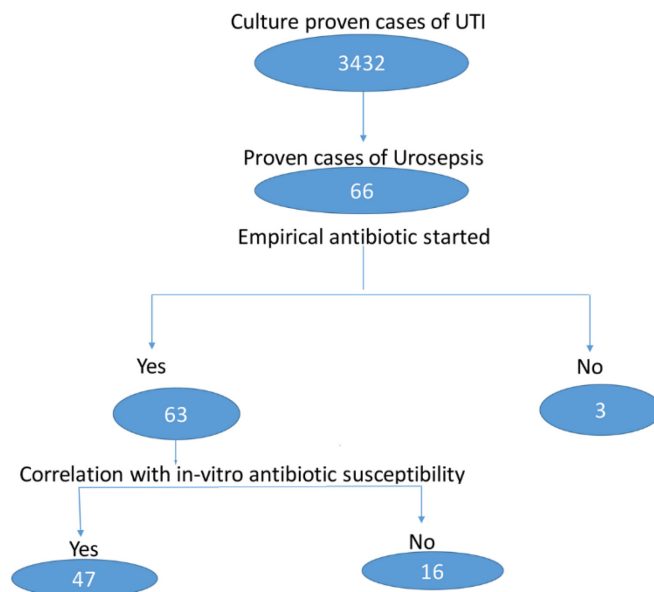 Culture proven cases of UTI
3432
Proven cases of Urosepsis
66
Empirical antibiotic started
Yes
No
63
3
Correlation with in-vitro antibiotic susceptibility
Yes
No
47
16